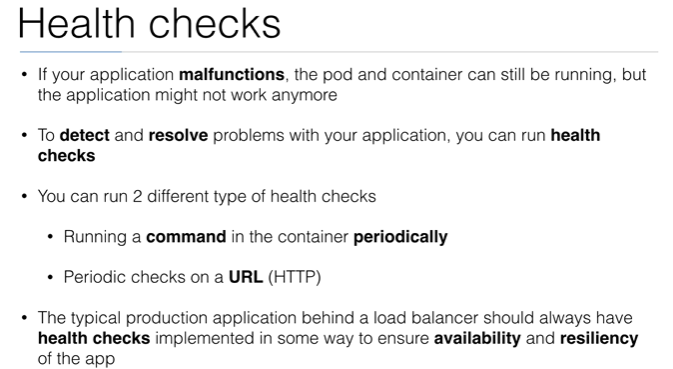 Health checks
• If your application malfunctions, the pod and container can still be running, but
the application might not work anymore
• To detect and resolve problems with your application, you can run health
checks
• You can run 2 different type of health checks
• Running a command in the container periodically
• Periodic checks on a URL (HTTP)
• The typical production application behind a load balancer should always have
health checks implemented in some way to ensure availability and resiliency
of the app